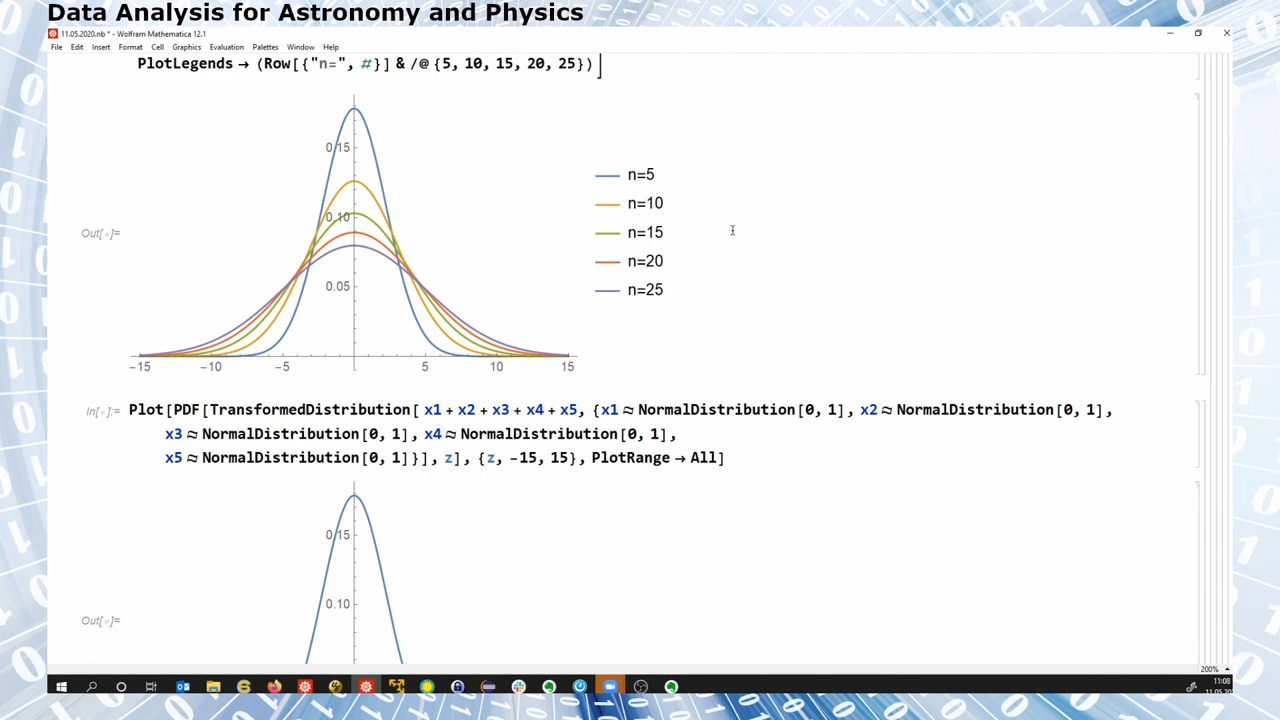 Data Analysis for Astronomy and Physics
11.05.2020.nb * - Wolfram Mathematica 12.1
File Edit Insert Format Cell Graphics Evaluation Palettes Window Help
PlotLegends → (Row[{"n=", #}] & /@ {5, 10, 15, 20, 25})]
0.15
0.10
0.05
−15 −10 −5 5 10 15
n=5
n=10
n=15
n=20
n=25
Out[◦]=
In[◦]:= Plot[PDF[TransformedDistribution[ x1 + x2 + x3 + x4 + x5, {x1 ≈ NormalDistribution[0, 1], x2 ≈ NormalDistribution[0, 1],
x3 ≈ NormalDistribution[0, 1], x4 ≈ NormalDistribution[0, 1],
x5 ≈ NormalDistribution[0, 1]}], z], {z, −15, 15}, PlotRange → All]
0.15
0.10
Out[◦]=
200%
11:08